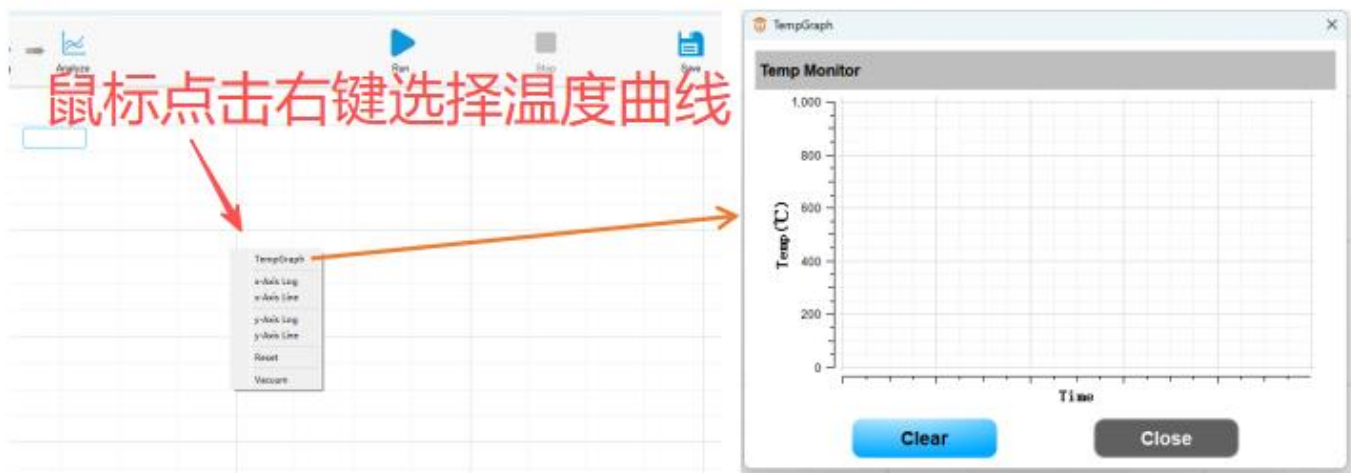 Analyze
Run
Stop
Save
鼠标点击右键选择温度曲线
TempGraph
x-Axis Log
x-Axis Line
y-Axis Log
y-Axis Line
Reset
Vacuum
TempGraph
Temp Monitor
1,000
800
600
400
200
0
Temp(℃)
Time
Clear
Close